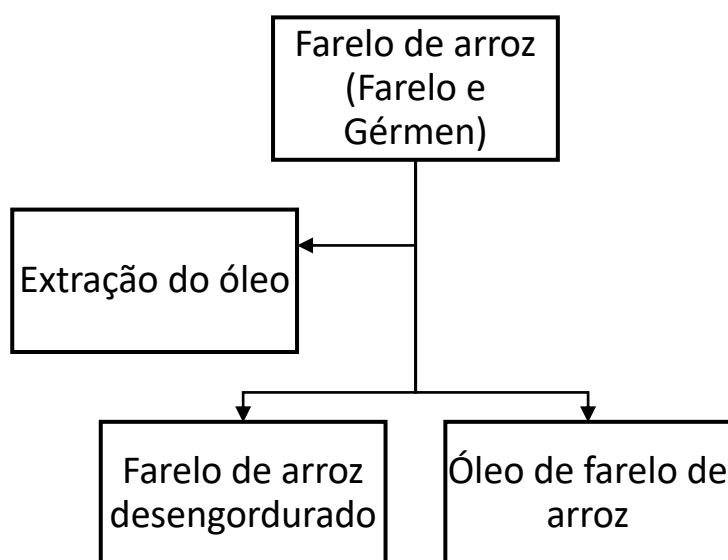 Farelo de arroz
(Farelo e
Gérmen)
Extração do óleo
Farelo de arroz
desengordurado
Óleo de farelo de
arroz